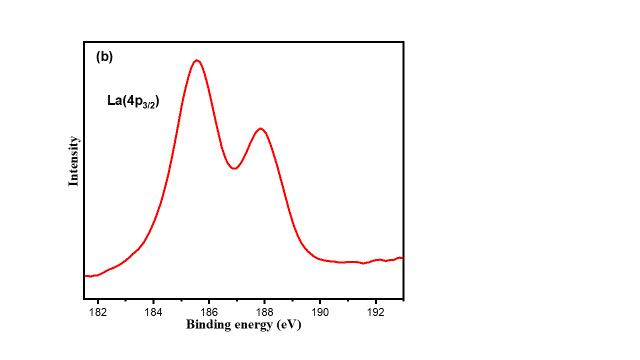 (b)
La(4p3/2)
Intensity
182 184 186 188 190 192
Binding energy (eV)